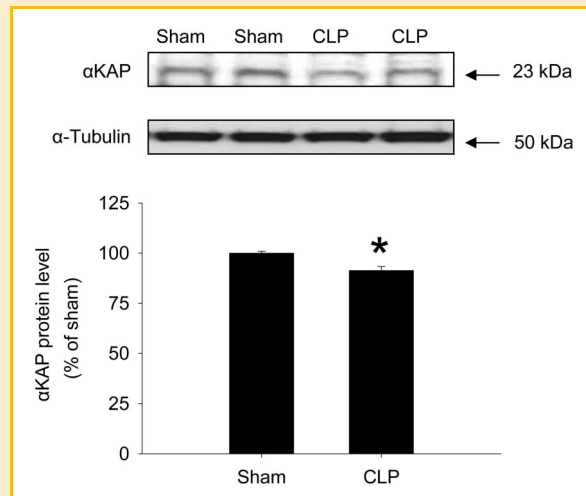 Sham Sham CLP CLP
αKAP 23 kDa
α-Tubulin 50 kDa
125
100
75
50
25
0
αKAP protein level
(% of sham)
*
Sham CLP